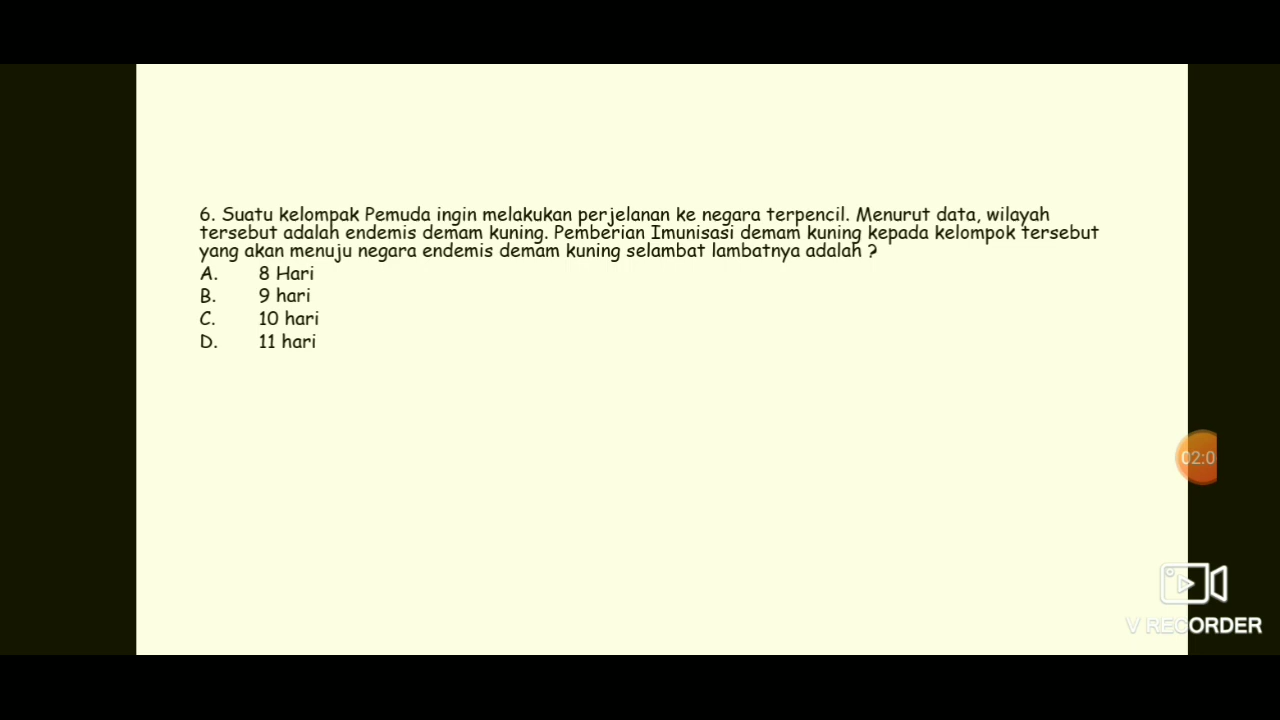 6. Suatu kelompak Pemuda ingin melakukan perjelanan ke negara terpencil. Menurut data, wilayah
tersebut adalah endemis demam kuning. Pemberian Imunisasi demam kuning kepada kelompok tersebut
yang akan menuju negara endemis demam kuning selambat lambatnya adalah ?
A. 8 Hari
B. 9 hari
C. 10 hari
D. 11 hari
02:0
V RECORDER